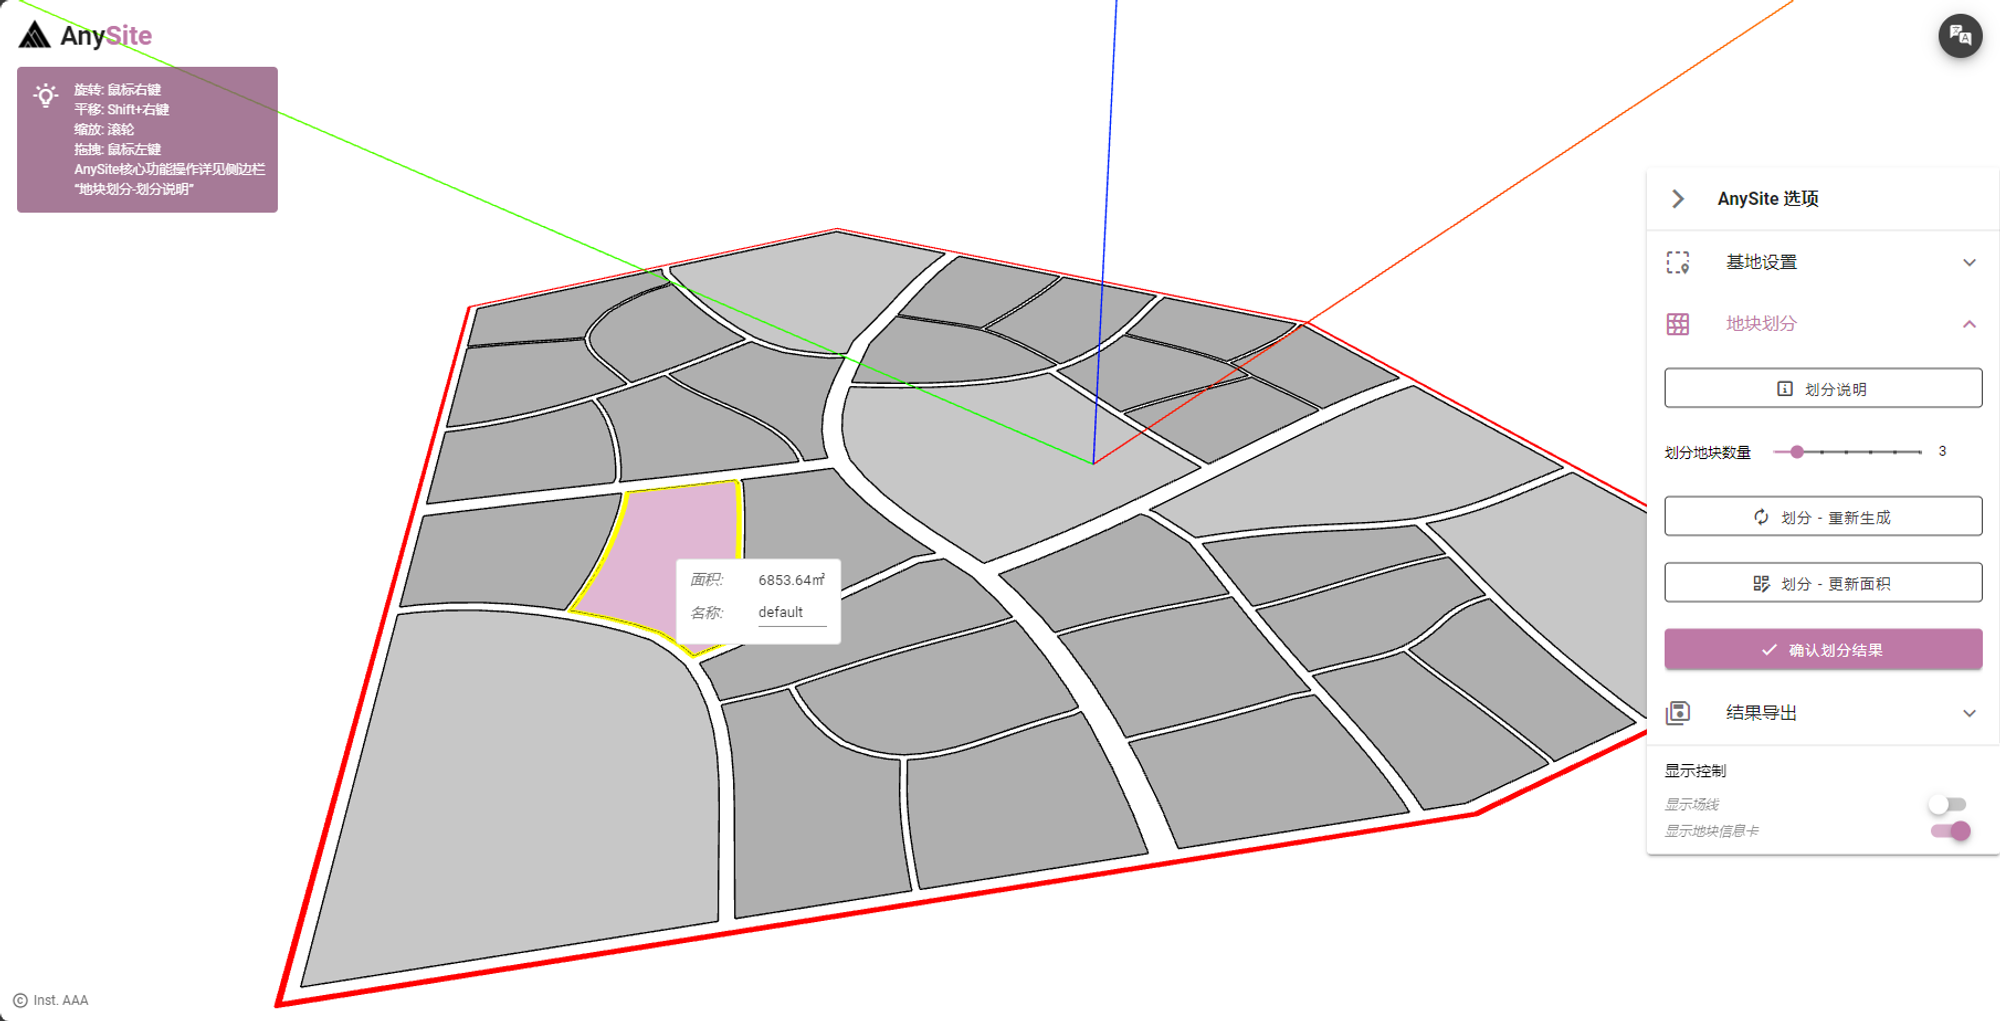 AnySite
旋转: 鼠标右键
平移: Shift+右键
缩放: 滚轮
拖拽: 鼠标左键
AnySite核心功能操作详见侧边栏
“地块划分-划分说明”
AnySite 选项
基地设置
地块划分
划分说明
划分地块数量 3
划分 - 重新生成
划分 - 更新面积
确认划分结果
结果导出
显示控制
显示场线
显示地块信息卡
面积: 6853.64㎡
名称: default
© Inst. AAA